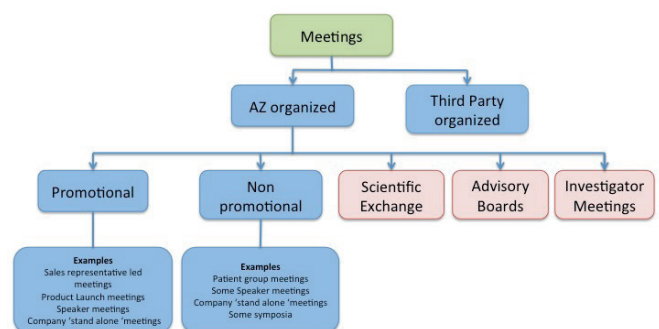 Meetings
AZ organized
Third Party
organized
Promotional
Non
promotional
Scientific
Exchange
Advisory
Boards
Investigator
Meetings
Examples
Sales representative led
meetings
Product Launch meetings
Speaker meetings
Company ‘stand alone ’meetings
Examples
Patient group meetings
Some Speaker meetings
Company ‘stand alone ’meetings
Some symposia